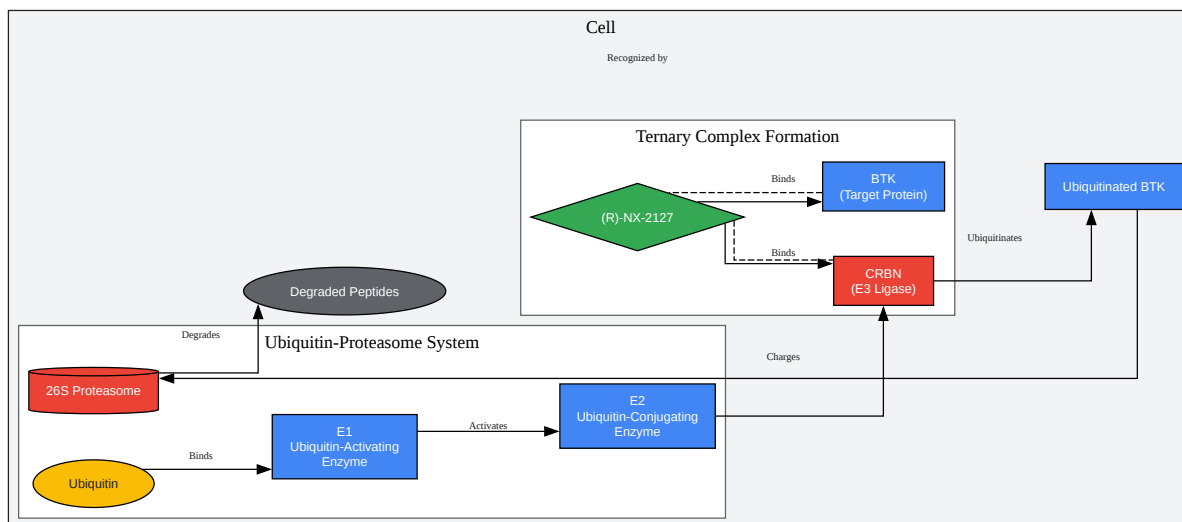 Cell
Recognized by
Ternary Complex Formation
Binds
BTK
(Target Protein)
Ubiquitinated BTK
(R)-NX-2127
Ubiquitinates
Binds
CRBN
(E3 Ligase)
Degraded Peptides
Degrades
Ubiquitin-Proteasome System
Charges
26S Proteasome
E2
Ubiquitin-Conjugating
Enzyme
E1
Ubiquitin-Activating
Enzyme
Activates
Binds
Ubiquitin